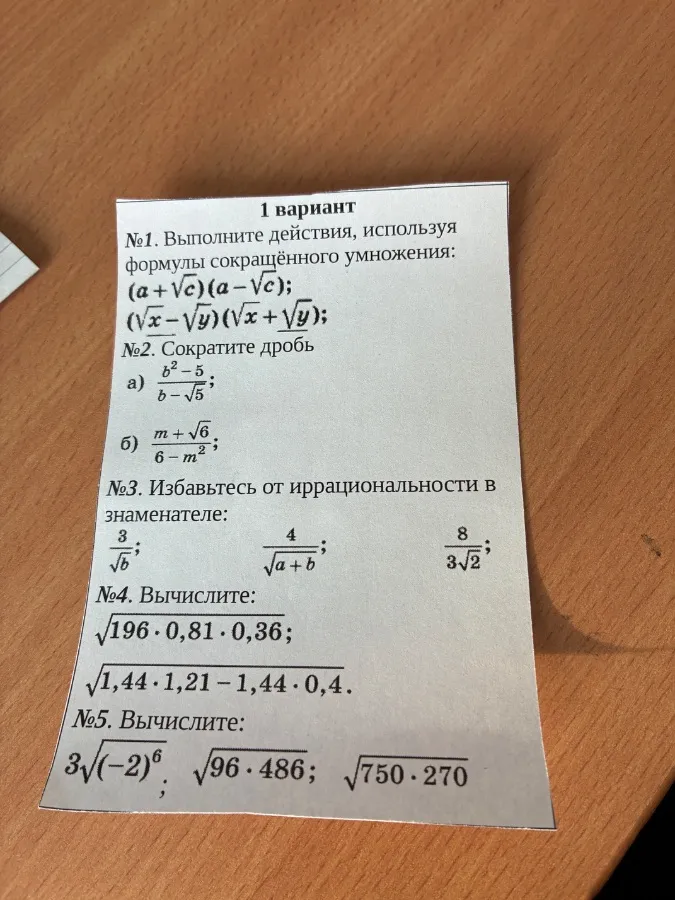 1 вариант
№1. Выполните действия, используя
формулы сокращённого умножения:
(a + √c)(a − √c);
(√x − √y)(√x + √y);
№2. Сократите дробь
а) (b² − 5)/(b − √5);
б) (m + √6)/(6 − m²);
№3. Избавьтесь от иррациональности в
знаменателе:
3/√b; 4/√(a + b); 8/(3√2);
№4. Вычислите:
√(196 · 0,81 · 0,36);
√(1,44 · 1,21 − 1,44 · 0,4).
№5. Вычислите:
3√((−2)⁶); √(96 · 486); √(750 · 270)